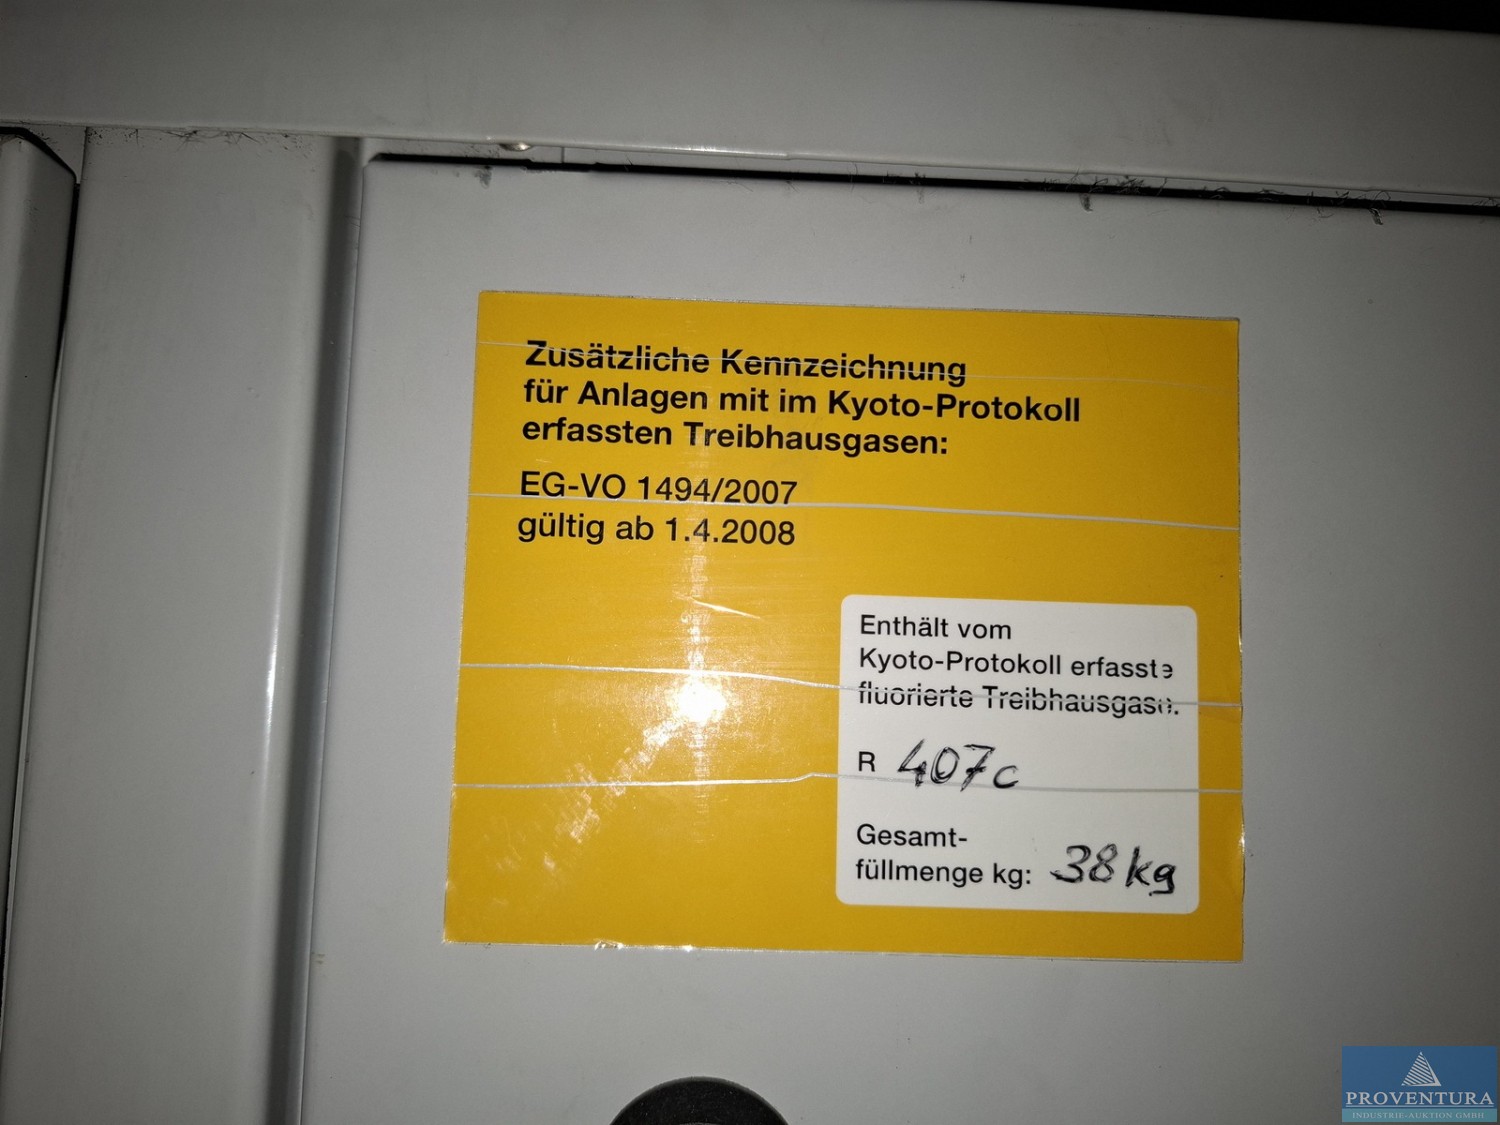 Zusätzliche Kennzeichnung
für Anlagen mit im Kyoto-Protokoll
erfassten Treibhausgasen:
EG-VO 1494/2007
gültig ab 1.4.2008
Enthält vom
Kyoto-Protokoll erfasste
fluorierte Treibhausgase.
R 407c
Gesamt-
füllmenge kg: 38kg
PROVENTURA
INDUSTRIE-AUKTION GMBH